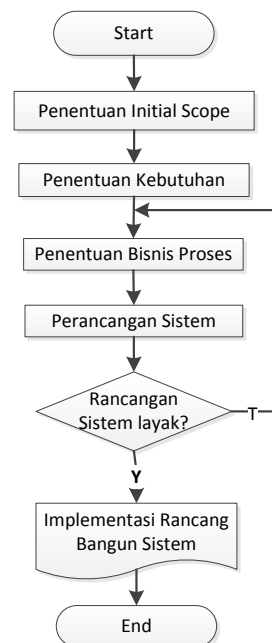 Start
Penentuan Initial Scope
Penentuan Kebutuhan
Penentuan Bisnis Proses
Perancangan Sistem
Rancangan
Sistem layak?
T
Y
Implementasi Rancang
Bangun Sistem
End